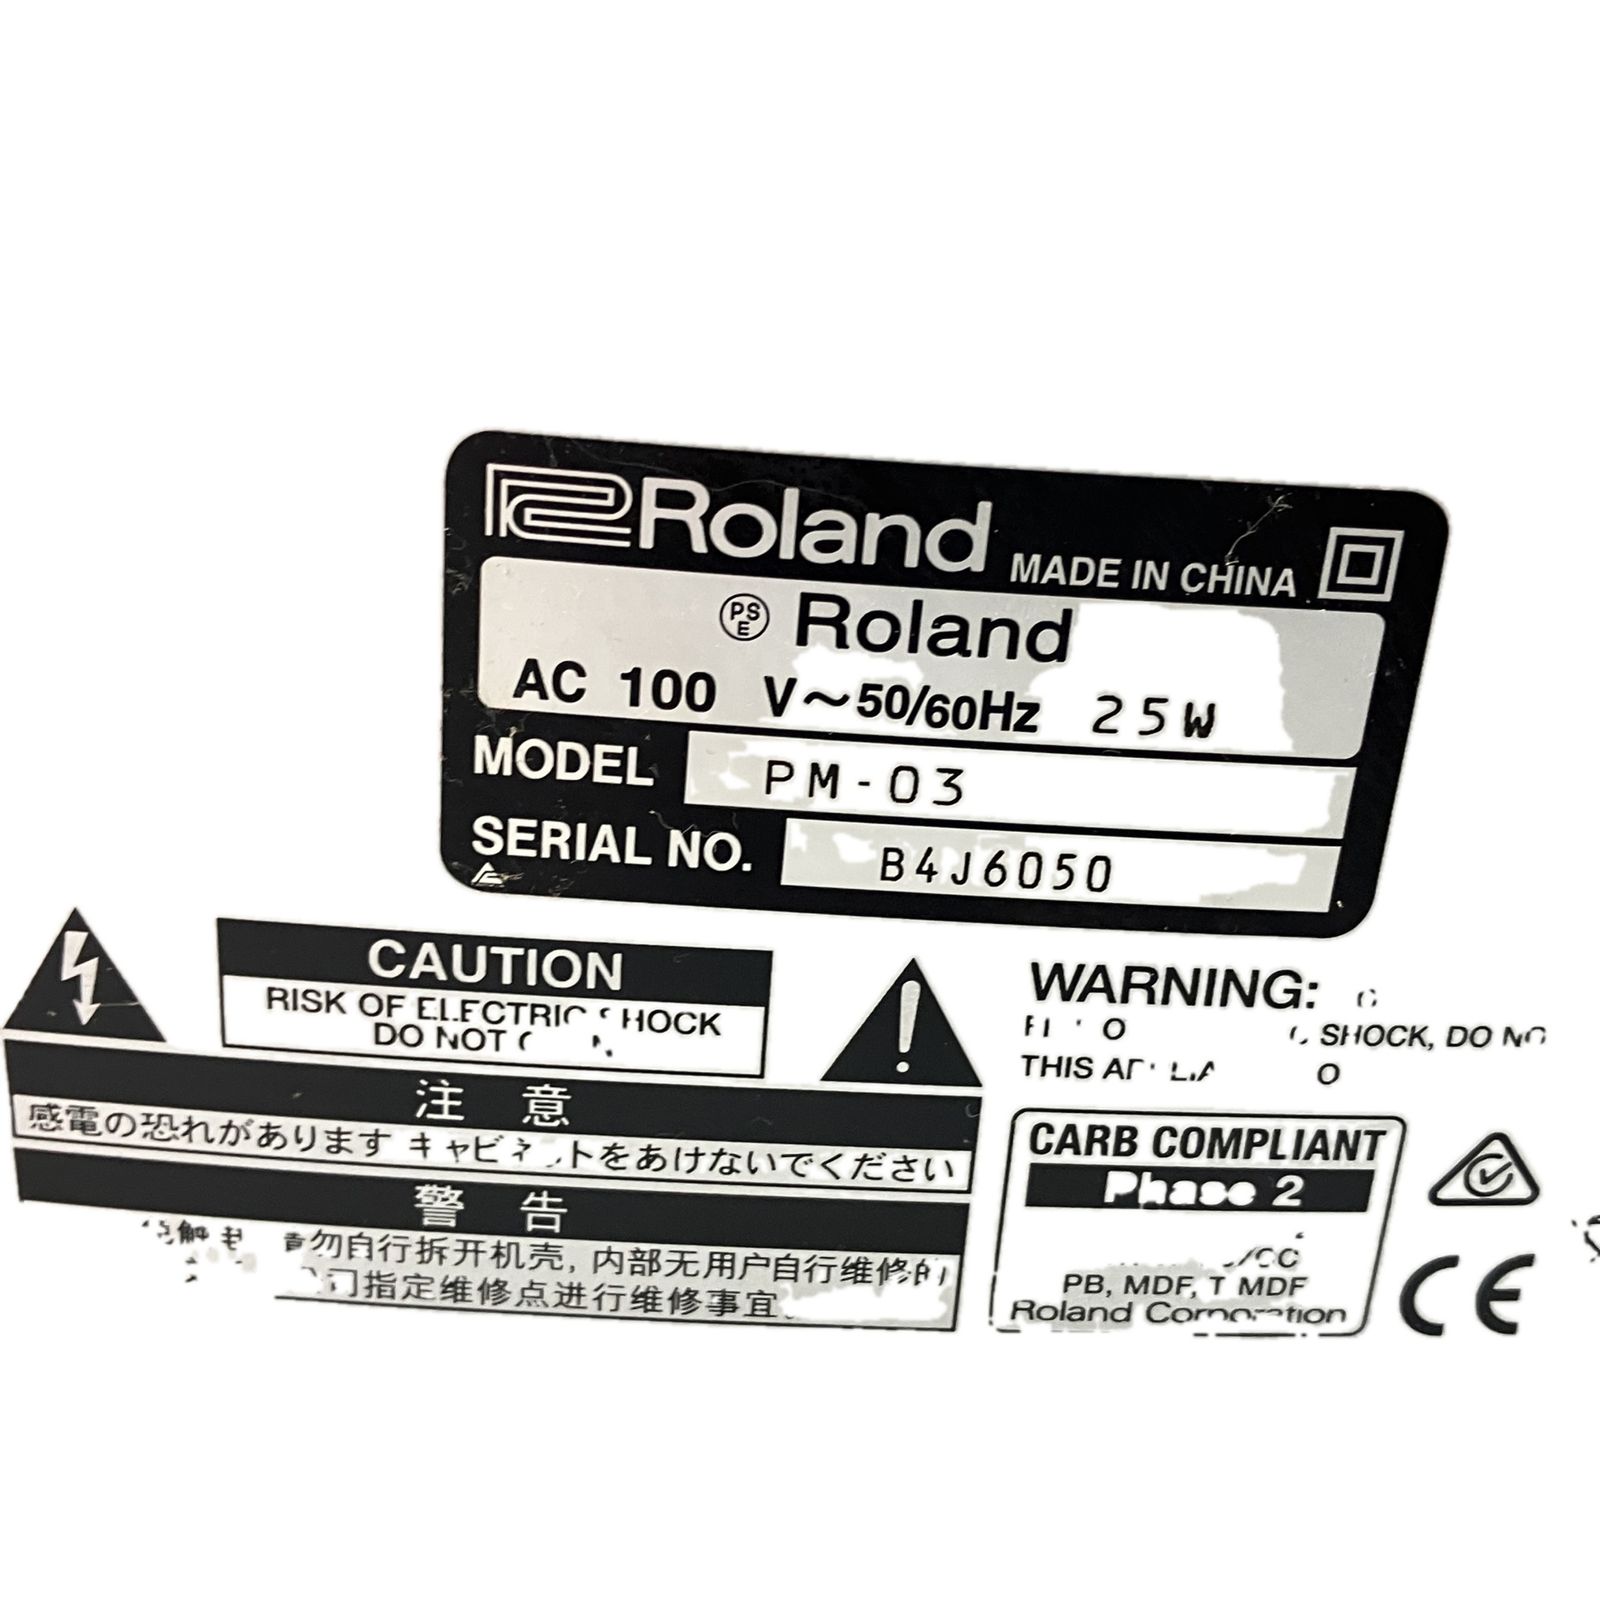 Roland MADE IN CHINA
PSE Roland
AC 100 V～50/60Hz 25W
MODEL PM-03
SERIAL NO. B4J6050
CAUTION
RISK OF ELECTRIC SHOCK
DO NOT
注意
感電の恐れがあります キャビネットをあけないでください
警告
勿自行拆开机壳, 内部无用户自行维修的
指定维修点进行维修事宜
WARNING:
SHOCK, DO
THIS
CARB COMPLIANT
Phase 2
PB, MDF, T MDF
Roland Corporation
CE